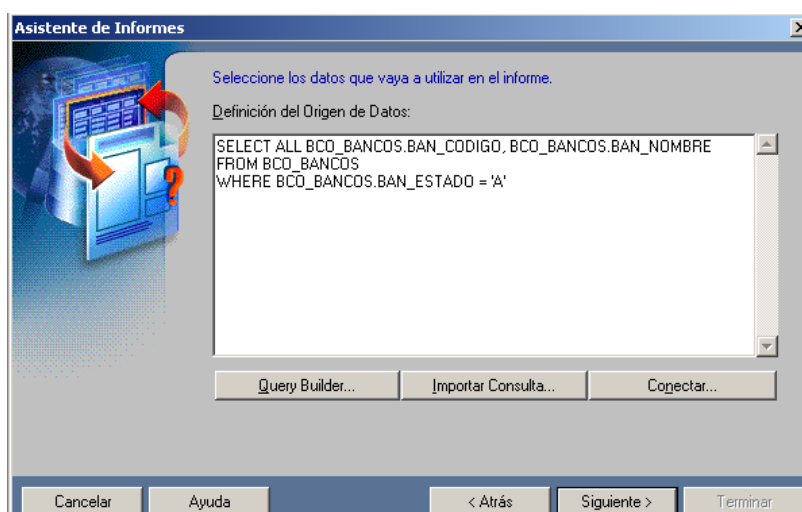 Asistente de Informes
Seleccione los datos que vaya a utilizar en el informe.
Definición del Origen de Datos:
SELECT ALL BCO_BANCOS.BAN_CODIGO, BCO_BANCOS.BAN_NOMBRE
FROM BCO_BANCOS
WHERE BCO_BANCOS.BAN_ESTADO = 'A'
Query Builder... Importar Consulta... Conectar...
Cancelar Ayuda < Atrás Siguiente > Terminar